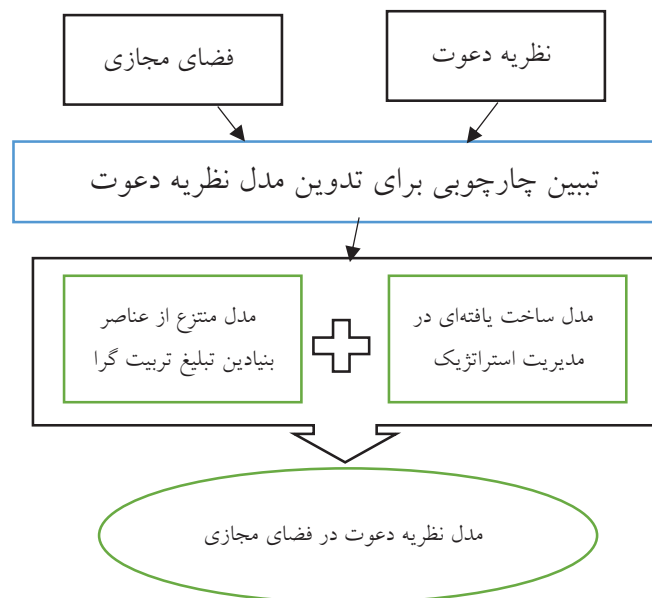 نظریه دعوت
فضای مجازی
تبیین چارچوبی برای تدوین مدل نظریه دعوت
مدل ساخت یافته‌ای در
مدیریت استراتژیک
مدل منتزع از عناصر
بنیادین تبلیغ تربیت گرا
مدل نظریه دعوت در فضای مجازی